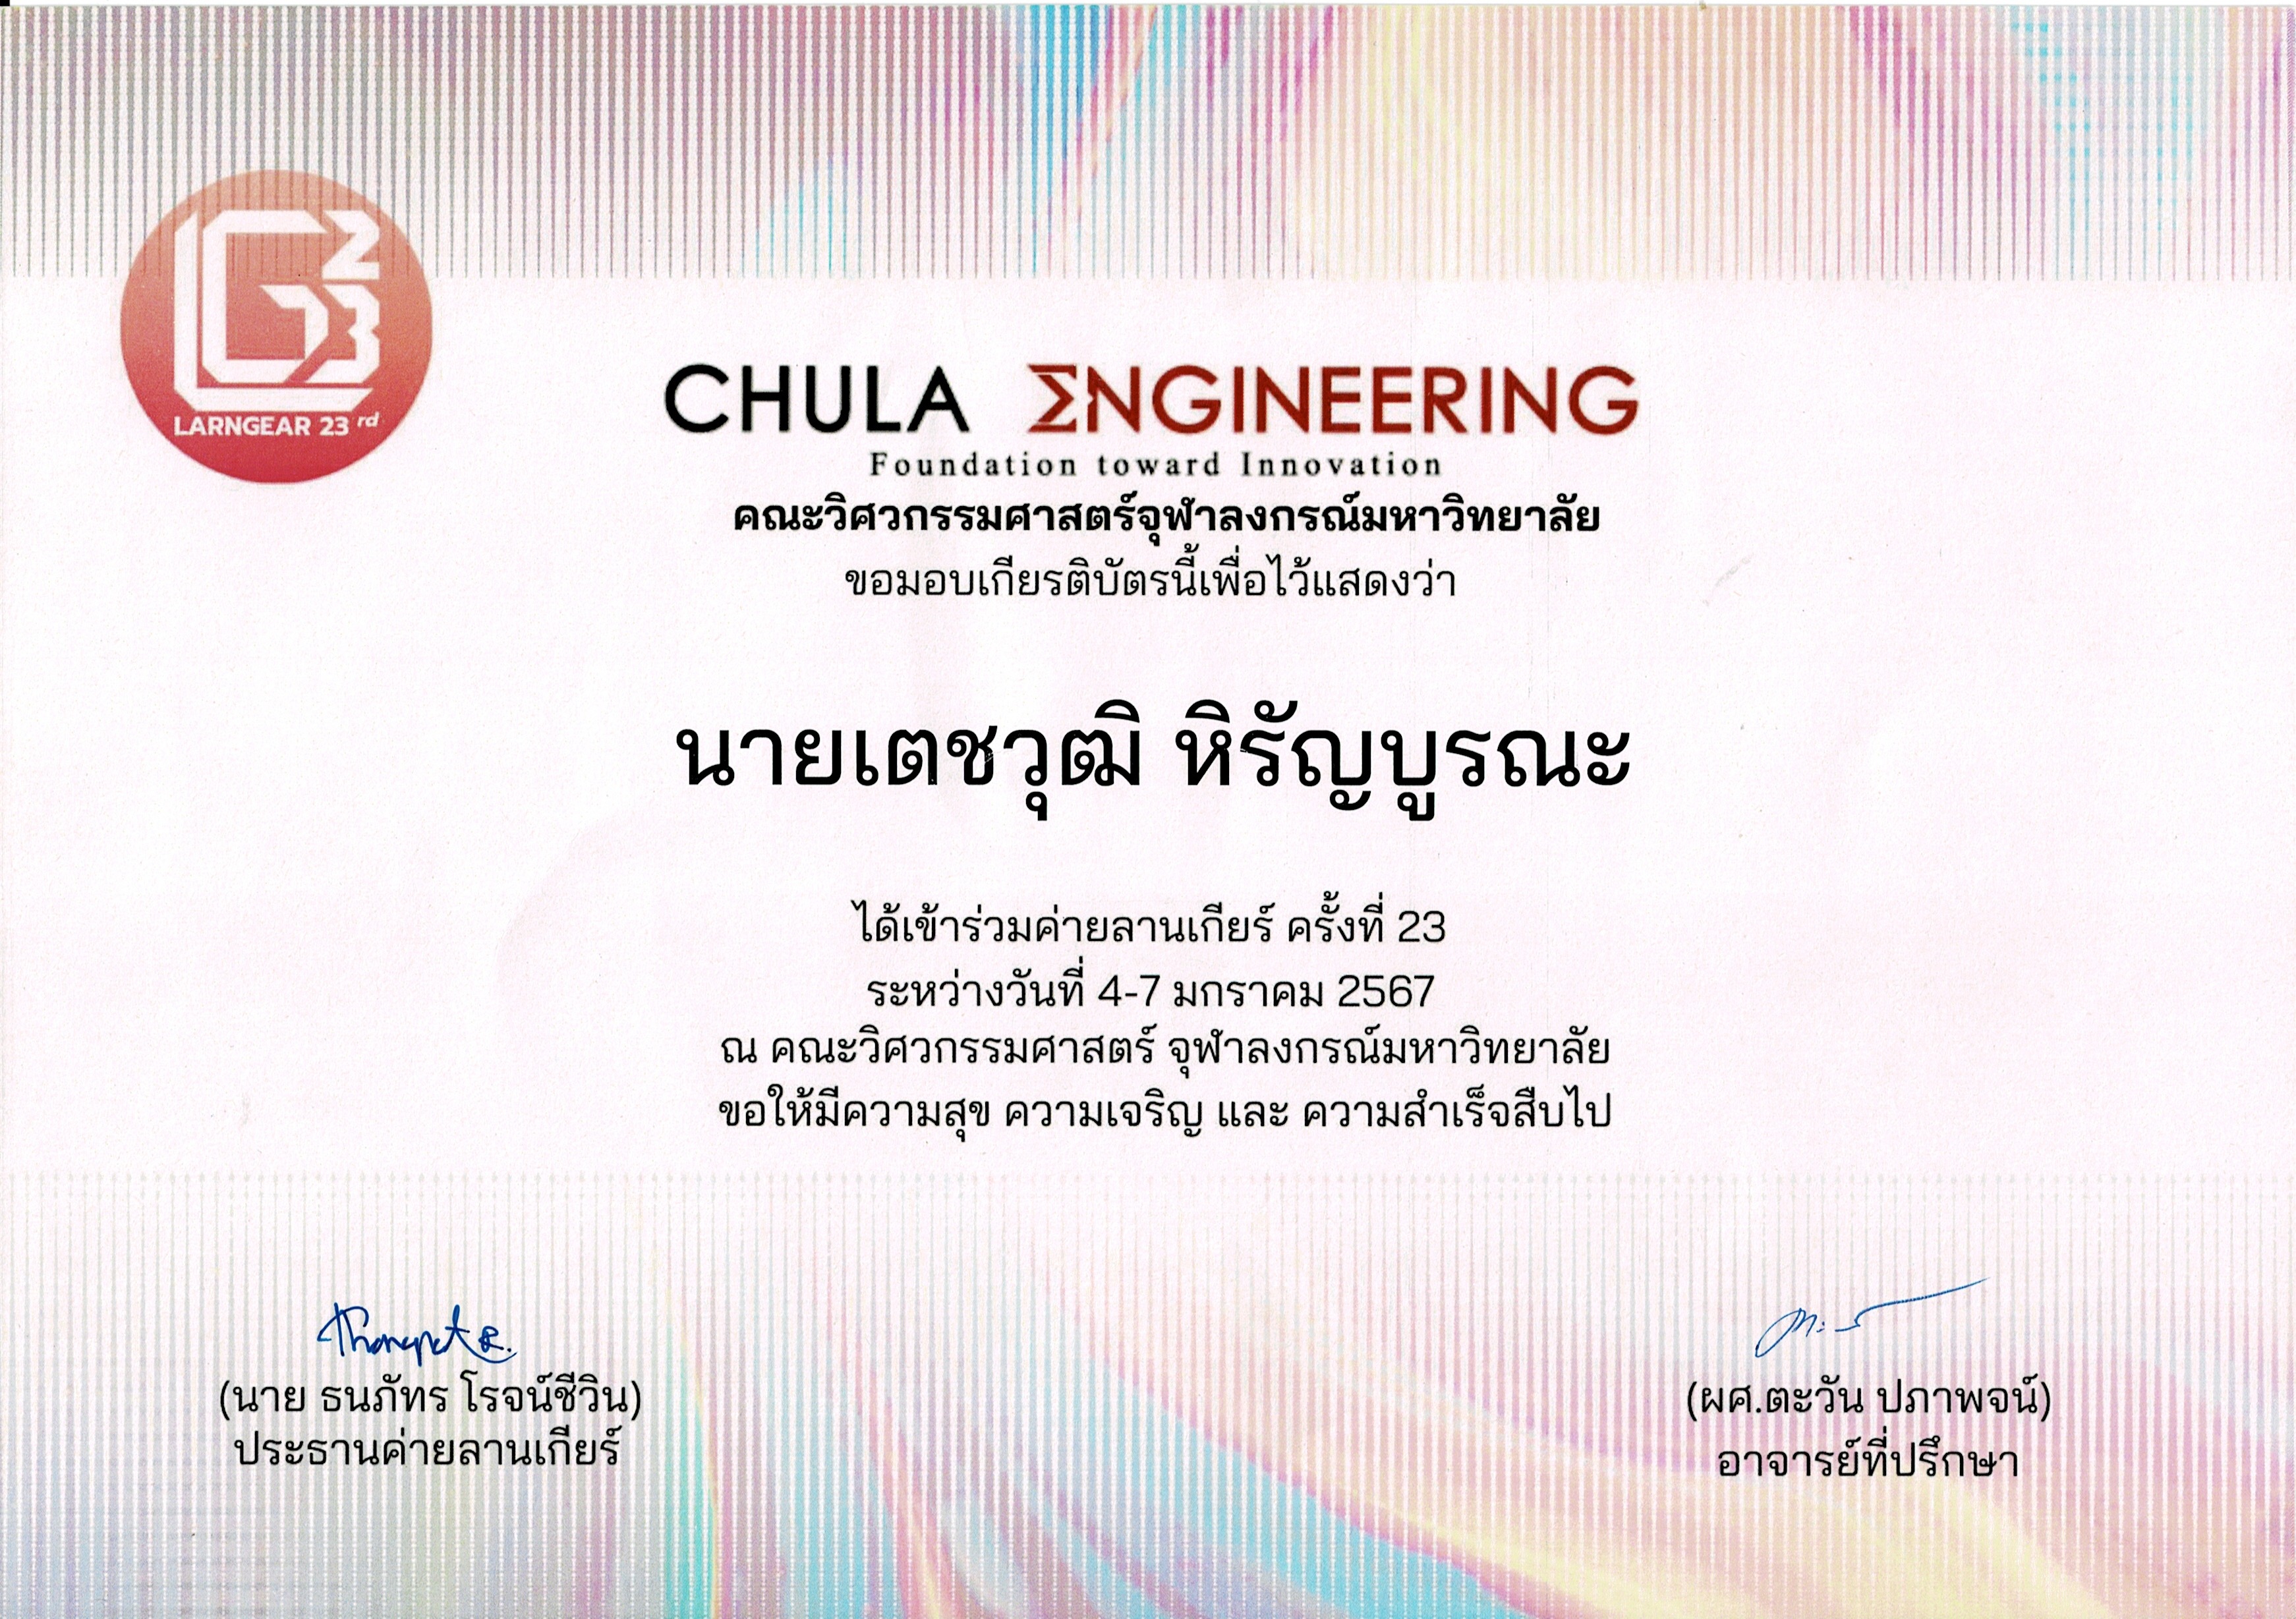 LG 23
LARNGEAR 23 rd
CHULA ΣNGINEERING
Foundation toward Innovation
คณะวิศวกรรมศาสตร์จุฬาลงกรณ์มหาวิทยาลัย
ขอมอบเกียรติบัตรนี้เพื่อไว้แสดงว่า
นายเตชวุฒิ หิรัญบูรณะ
ได้เข้าร่วมค่ายลานเกียร์ ครั้งที่ 23
ระหว่างวันที่ 4-7 มกราคม 2567
ณ คณะวิศวกรรมศาสตร์ จุฬาลงกรณ์มหาวิทยาลัย
ขอให้มีความสุข ความเจริญ และ ความสำเร็จสืบไป
Thanapat R.
(นาย ธนภัทร โรจน์ชีวิน)
ประธานค่ายลานเกียร์
(ผศ.ตะวัน ปภาพจน์)
อาจารย์ที่ปรึกษา